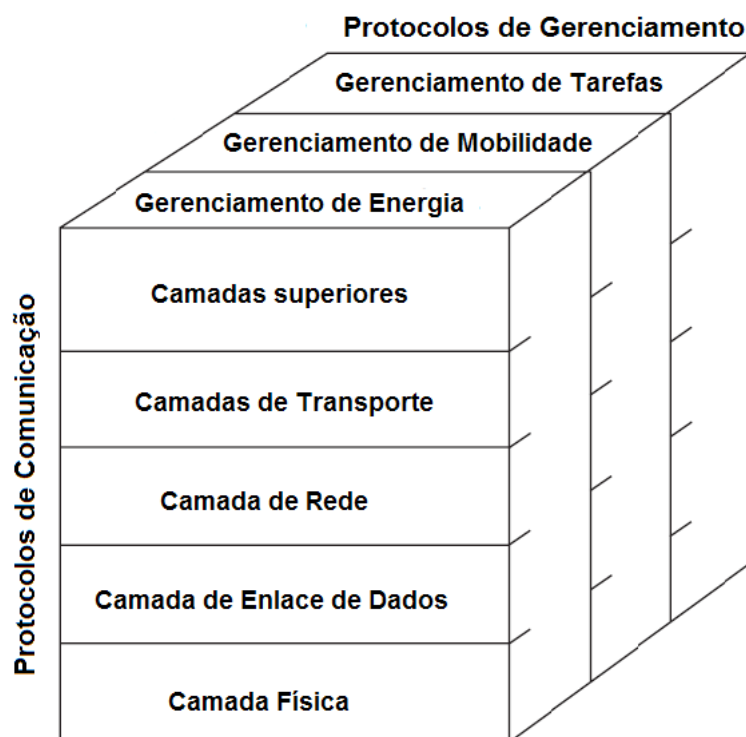 Protocolos de Gerenciamento
Gerenciamento de Tarefas
Gerenciamento de Mobilidade
Gerenciamento de Energia
Camadas superiores
Camadas de Transporte
Camada de Rede
Camada de Enlace de Dados
Camada Física
Protocolos de Comunicação